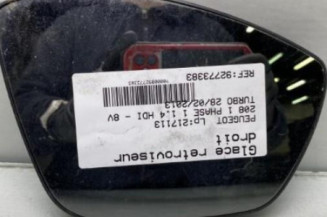 Glace retroviseur
droit
PEUGEOT Lp:217113
208 1 PHASE 1 1.4 HDI - 8V
TURBO 28/02/2013
REF:92773383